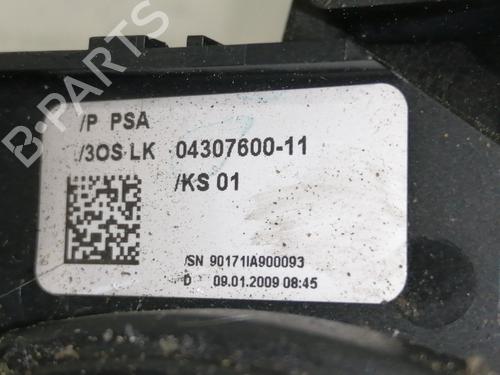 B-PARTS
/P PSA
/3OS LK 04307600-11
/KS 01
/SN 90171IA900093
D 09.01.2009 08:45